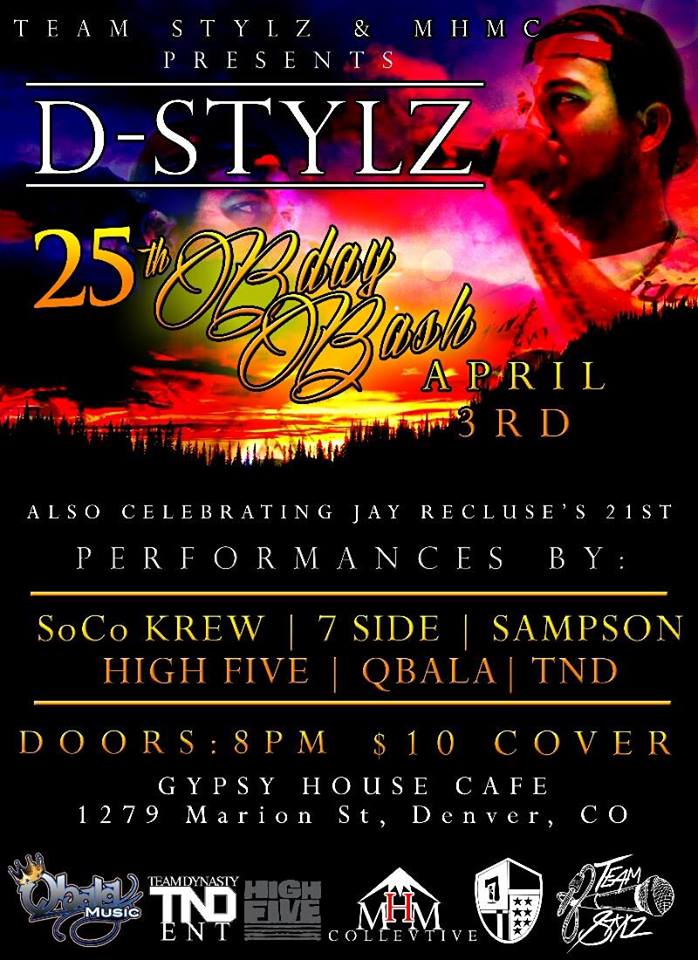 TEAM STYLZ & MHMC
PRESENTS
D-STYLZ
25th Bday
Bash
APRIL
3RD
ALSO CELEBRATING JAY RECLUSE'S 21ST
PERFORMANCES BY:
SoCo KREW | 7 SIDE | SAMPSON
HIGH FIVE | QBALA | TND
DOORS: 8PM $10 COVER
GYPSY HOUSE CAFE
1279 Marion St, Denver, CO
Qbala
MUSIC
TEAMDYNASTY
TND
ENT
HIGH
FIVE
MHM
COLLEVTIVE
TEAM
STYLZ